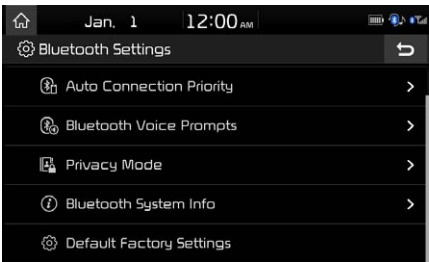 Jan. 1 12:00 AM
Bluetooth Settings
Auto Connection Priority
Bluetooth Voice Prompts
Privacy Mode
Bluetooth System Info
Default Factory Settings